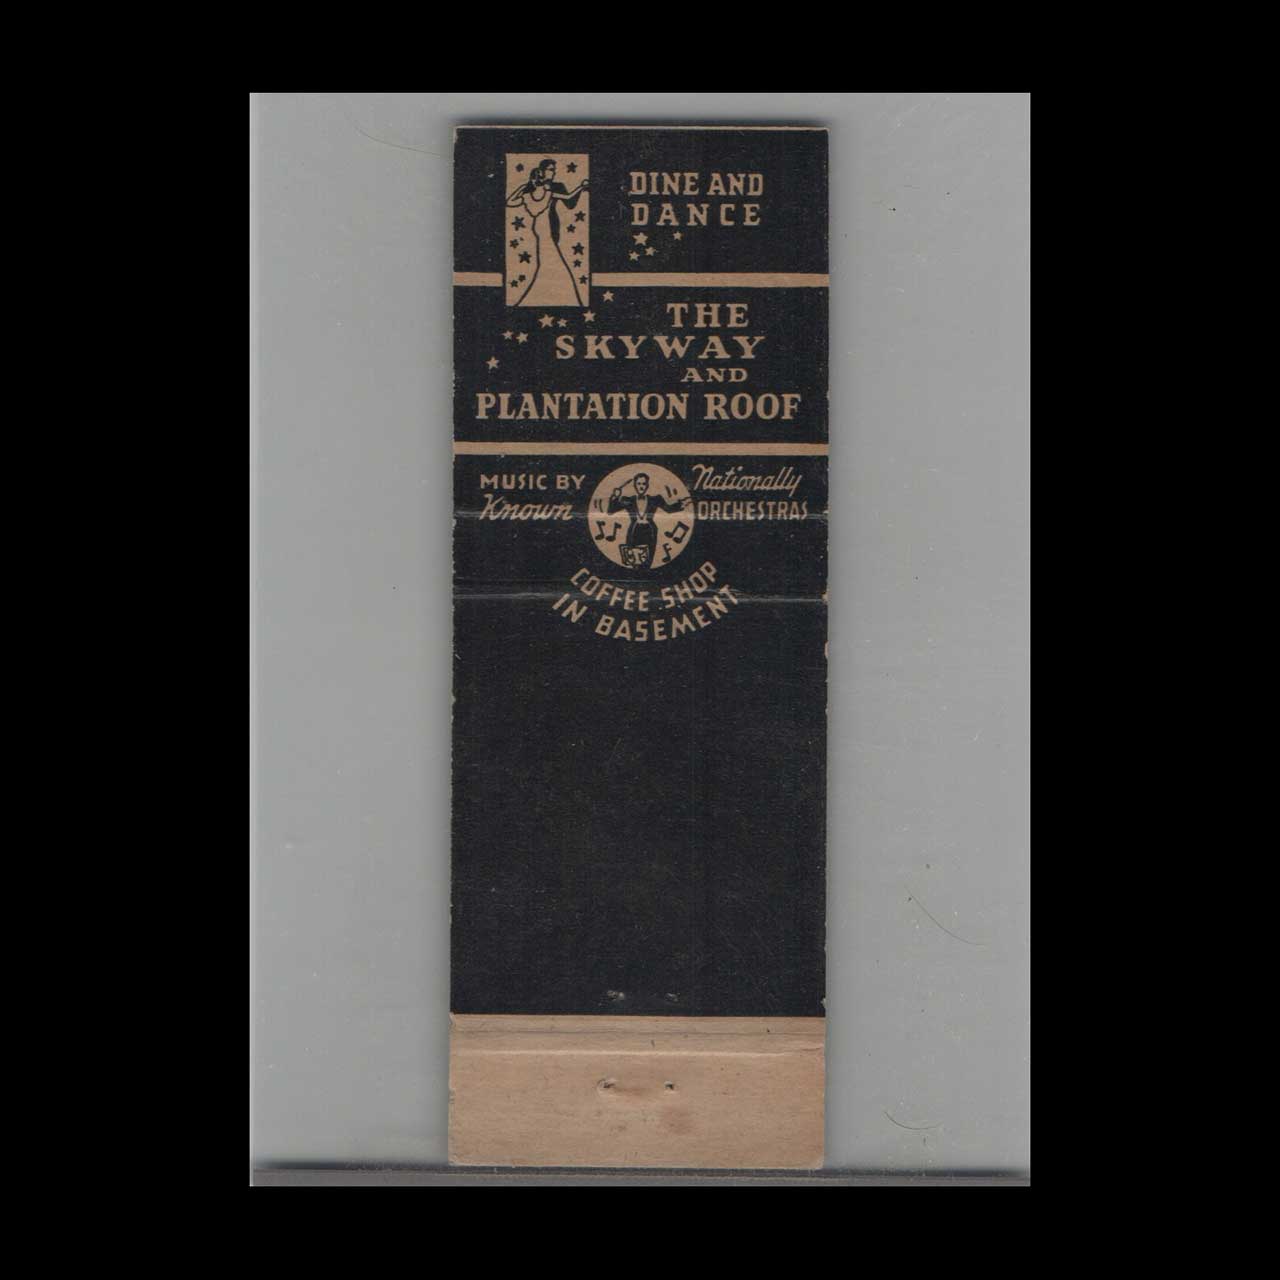 DINE AND
DANCE
THE
SKYWAY
AND
PLANTATION ROOF
MUSIC BY Nationally
Known ORCHESTRAS
COFFEE SHOP
IN BASEMENT